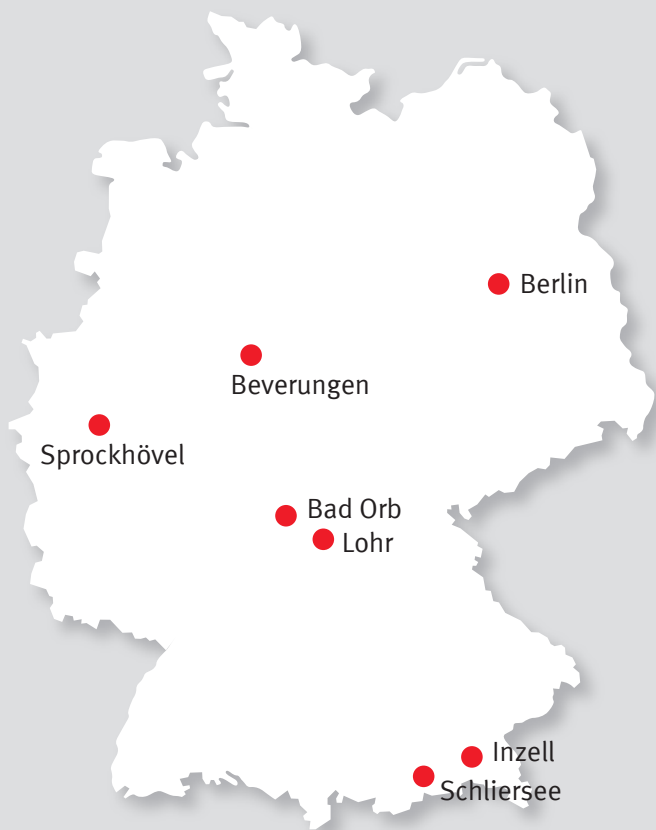 Berlin
Beverungen
Sprockhövel
Bad Orb
Lohr
Inzell
Schliersee